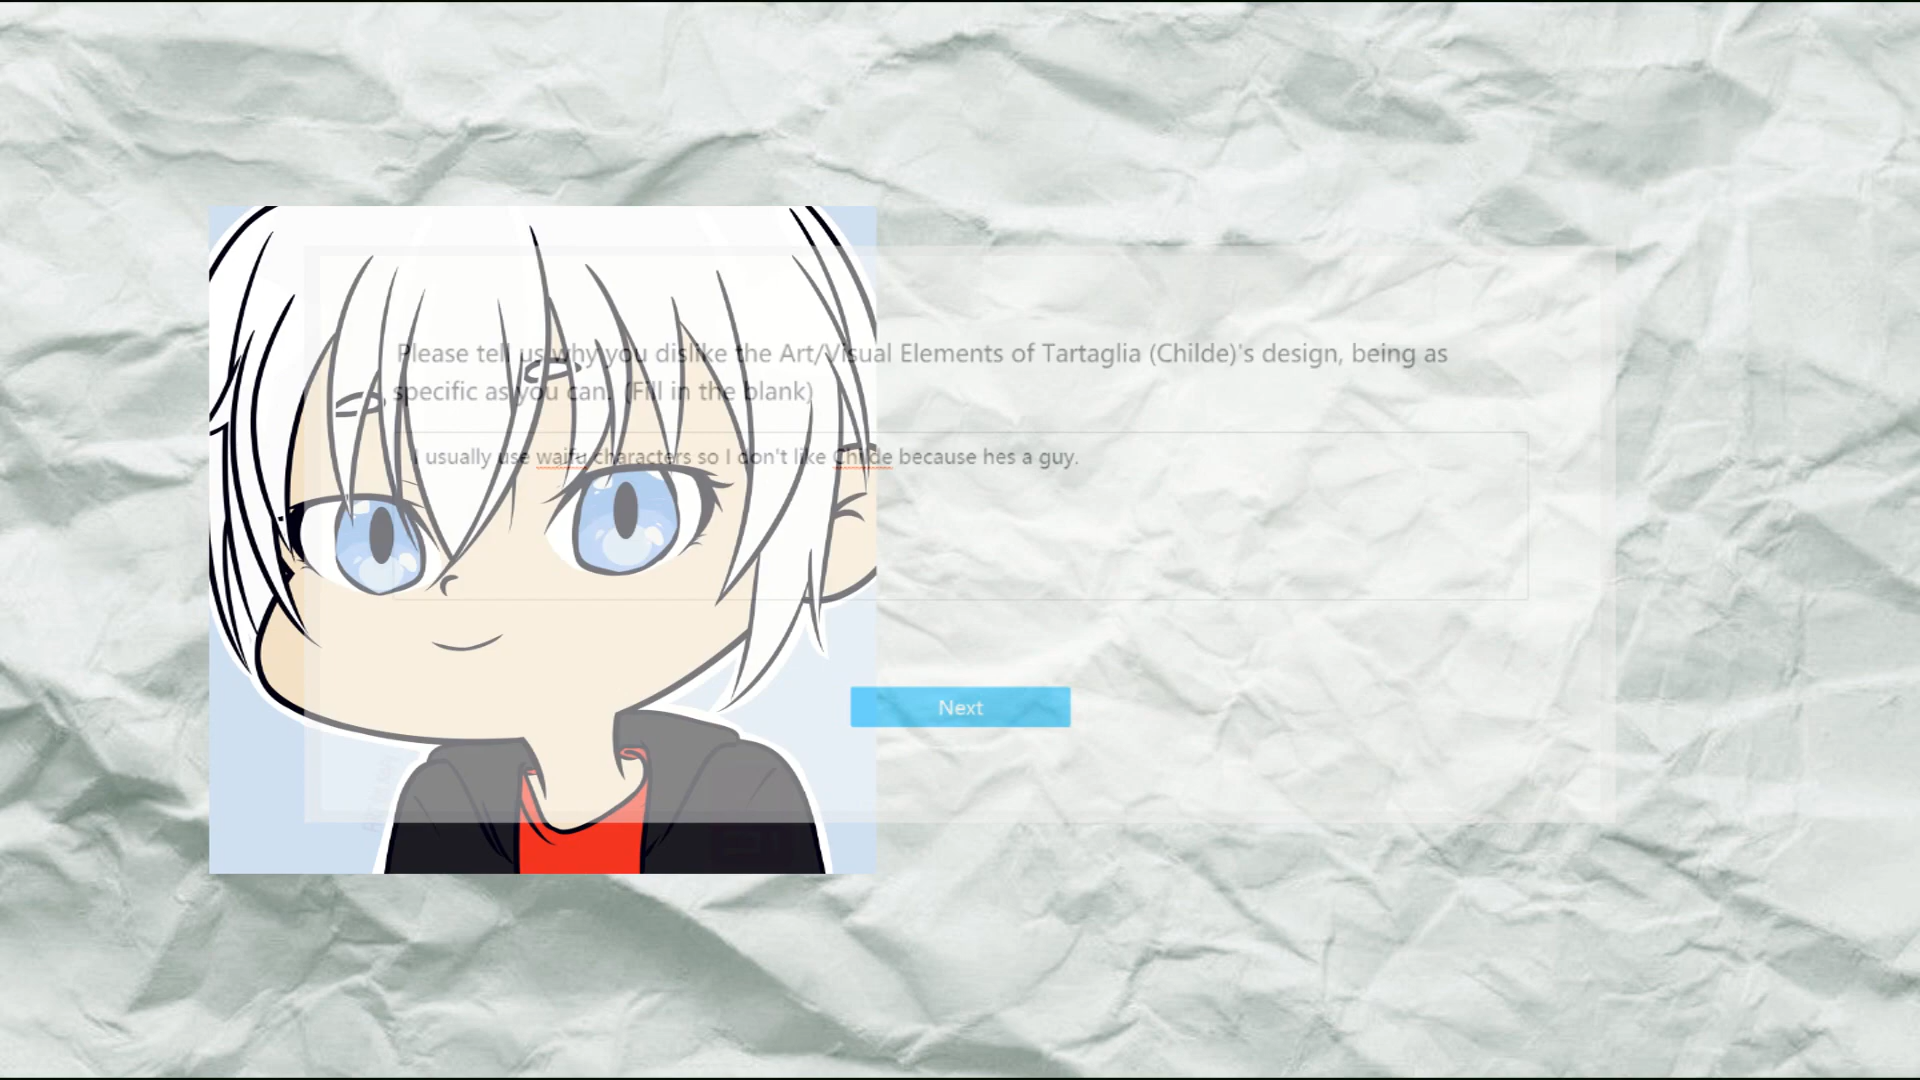 Please tell us why you dislike the Art/Visual Elements of Tartaglia (Childe)'s design, being as
specific as you can. (Fill in the blank)
I usually use waifu characters so I don't like Childe because hes a guy.
Next